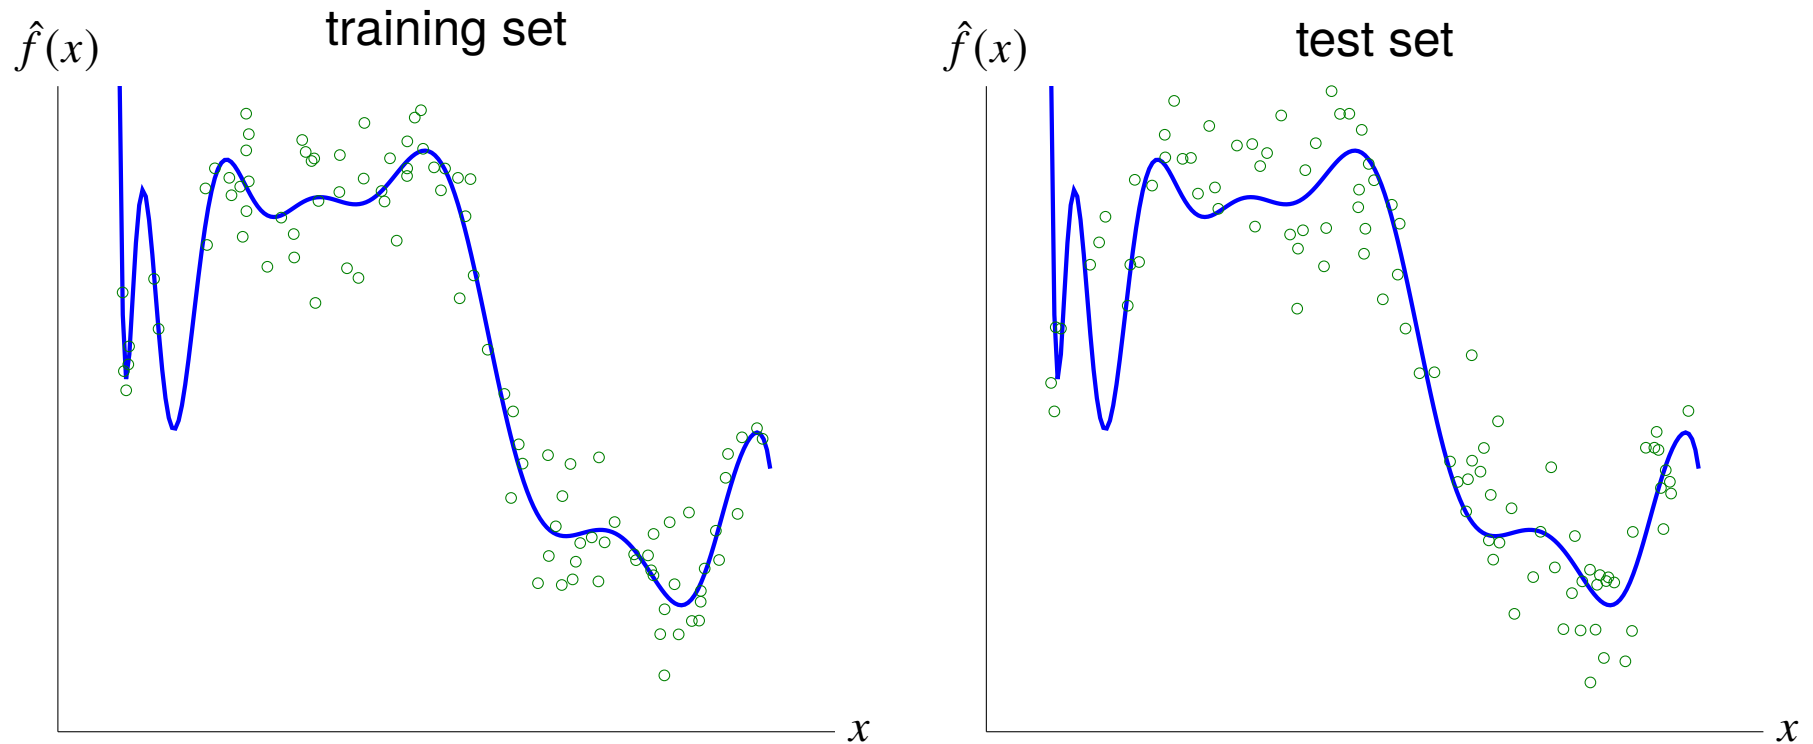 training set
f̂(x)
x
test set
f̂(x)
x